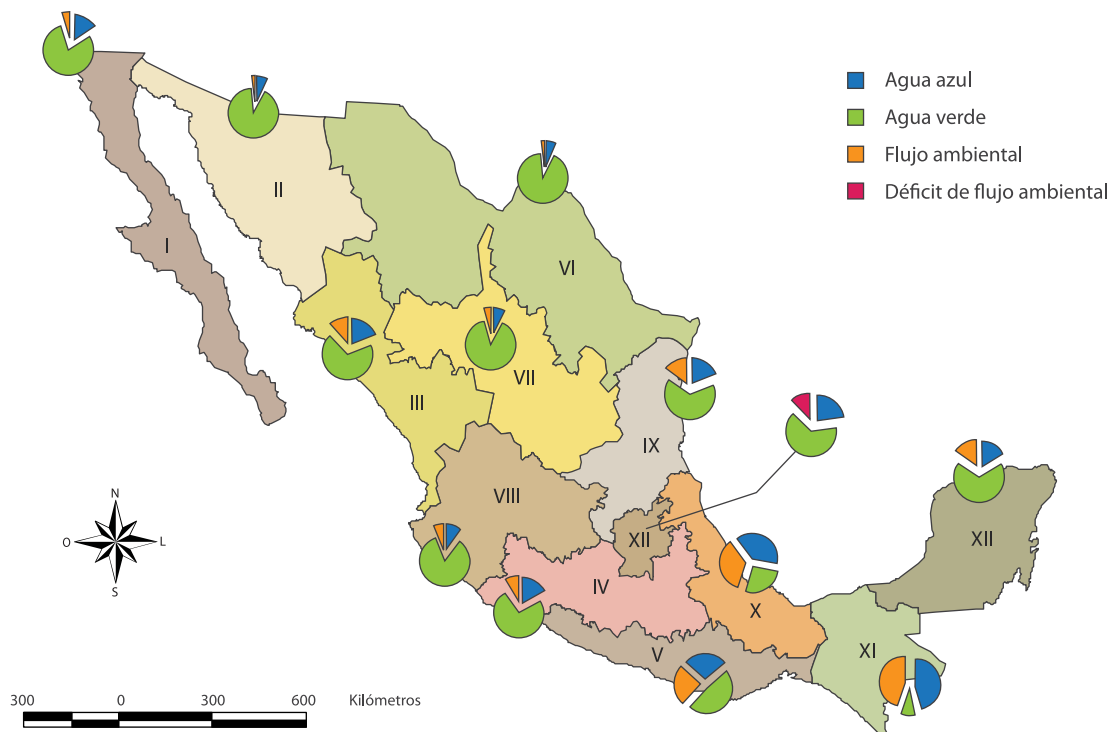 Agua azul
Agua verde
Flujo ambiental
Déficit de flujo ambiental
I
II
VI
VII
III
IX
VIII
XII
XII
IV
X
V
XI
N
O
L
S
300 0 300 600 Kilómetros